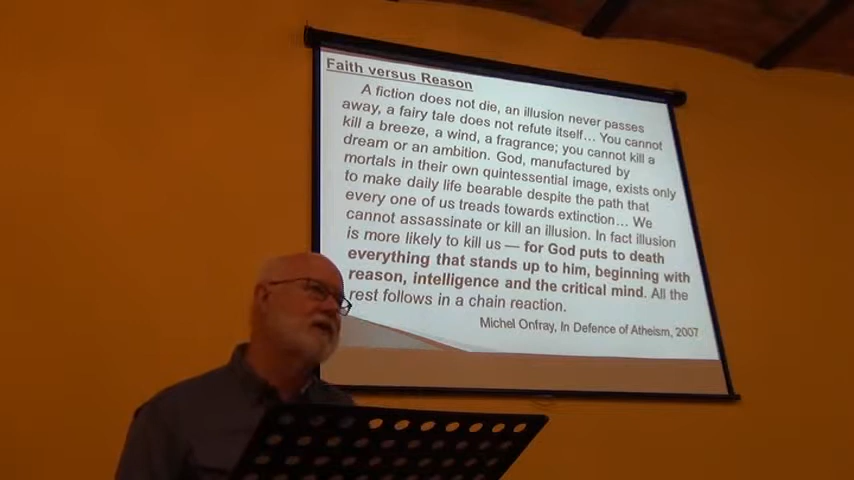 Faith versus Reason
A fiction does not die, an illusion never passes
away, a fairy tale does not refute itself... You cannot
kill a breeze, a wind, a fragrance; you cannot kill a
dream or an ambition. God, manufactured by
mortals in their own quintessential image, exists only
to make daily life bearable despite the path that
every one of us treads towards extinction... We
cannot assassinate or kill an illusion. In fact illusion
is more likely to kill us — for God puts to death
everything that stands up to him, beginning with
reason, intelligence and the critical mind. All the
rest follows in a chain reaction.
Michel Onfray, In Defence of Atheism, 2007